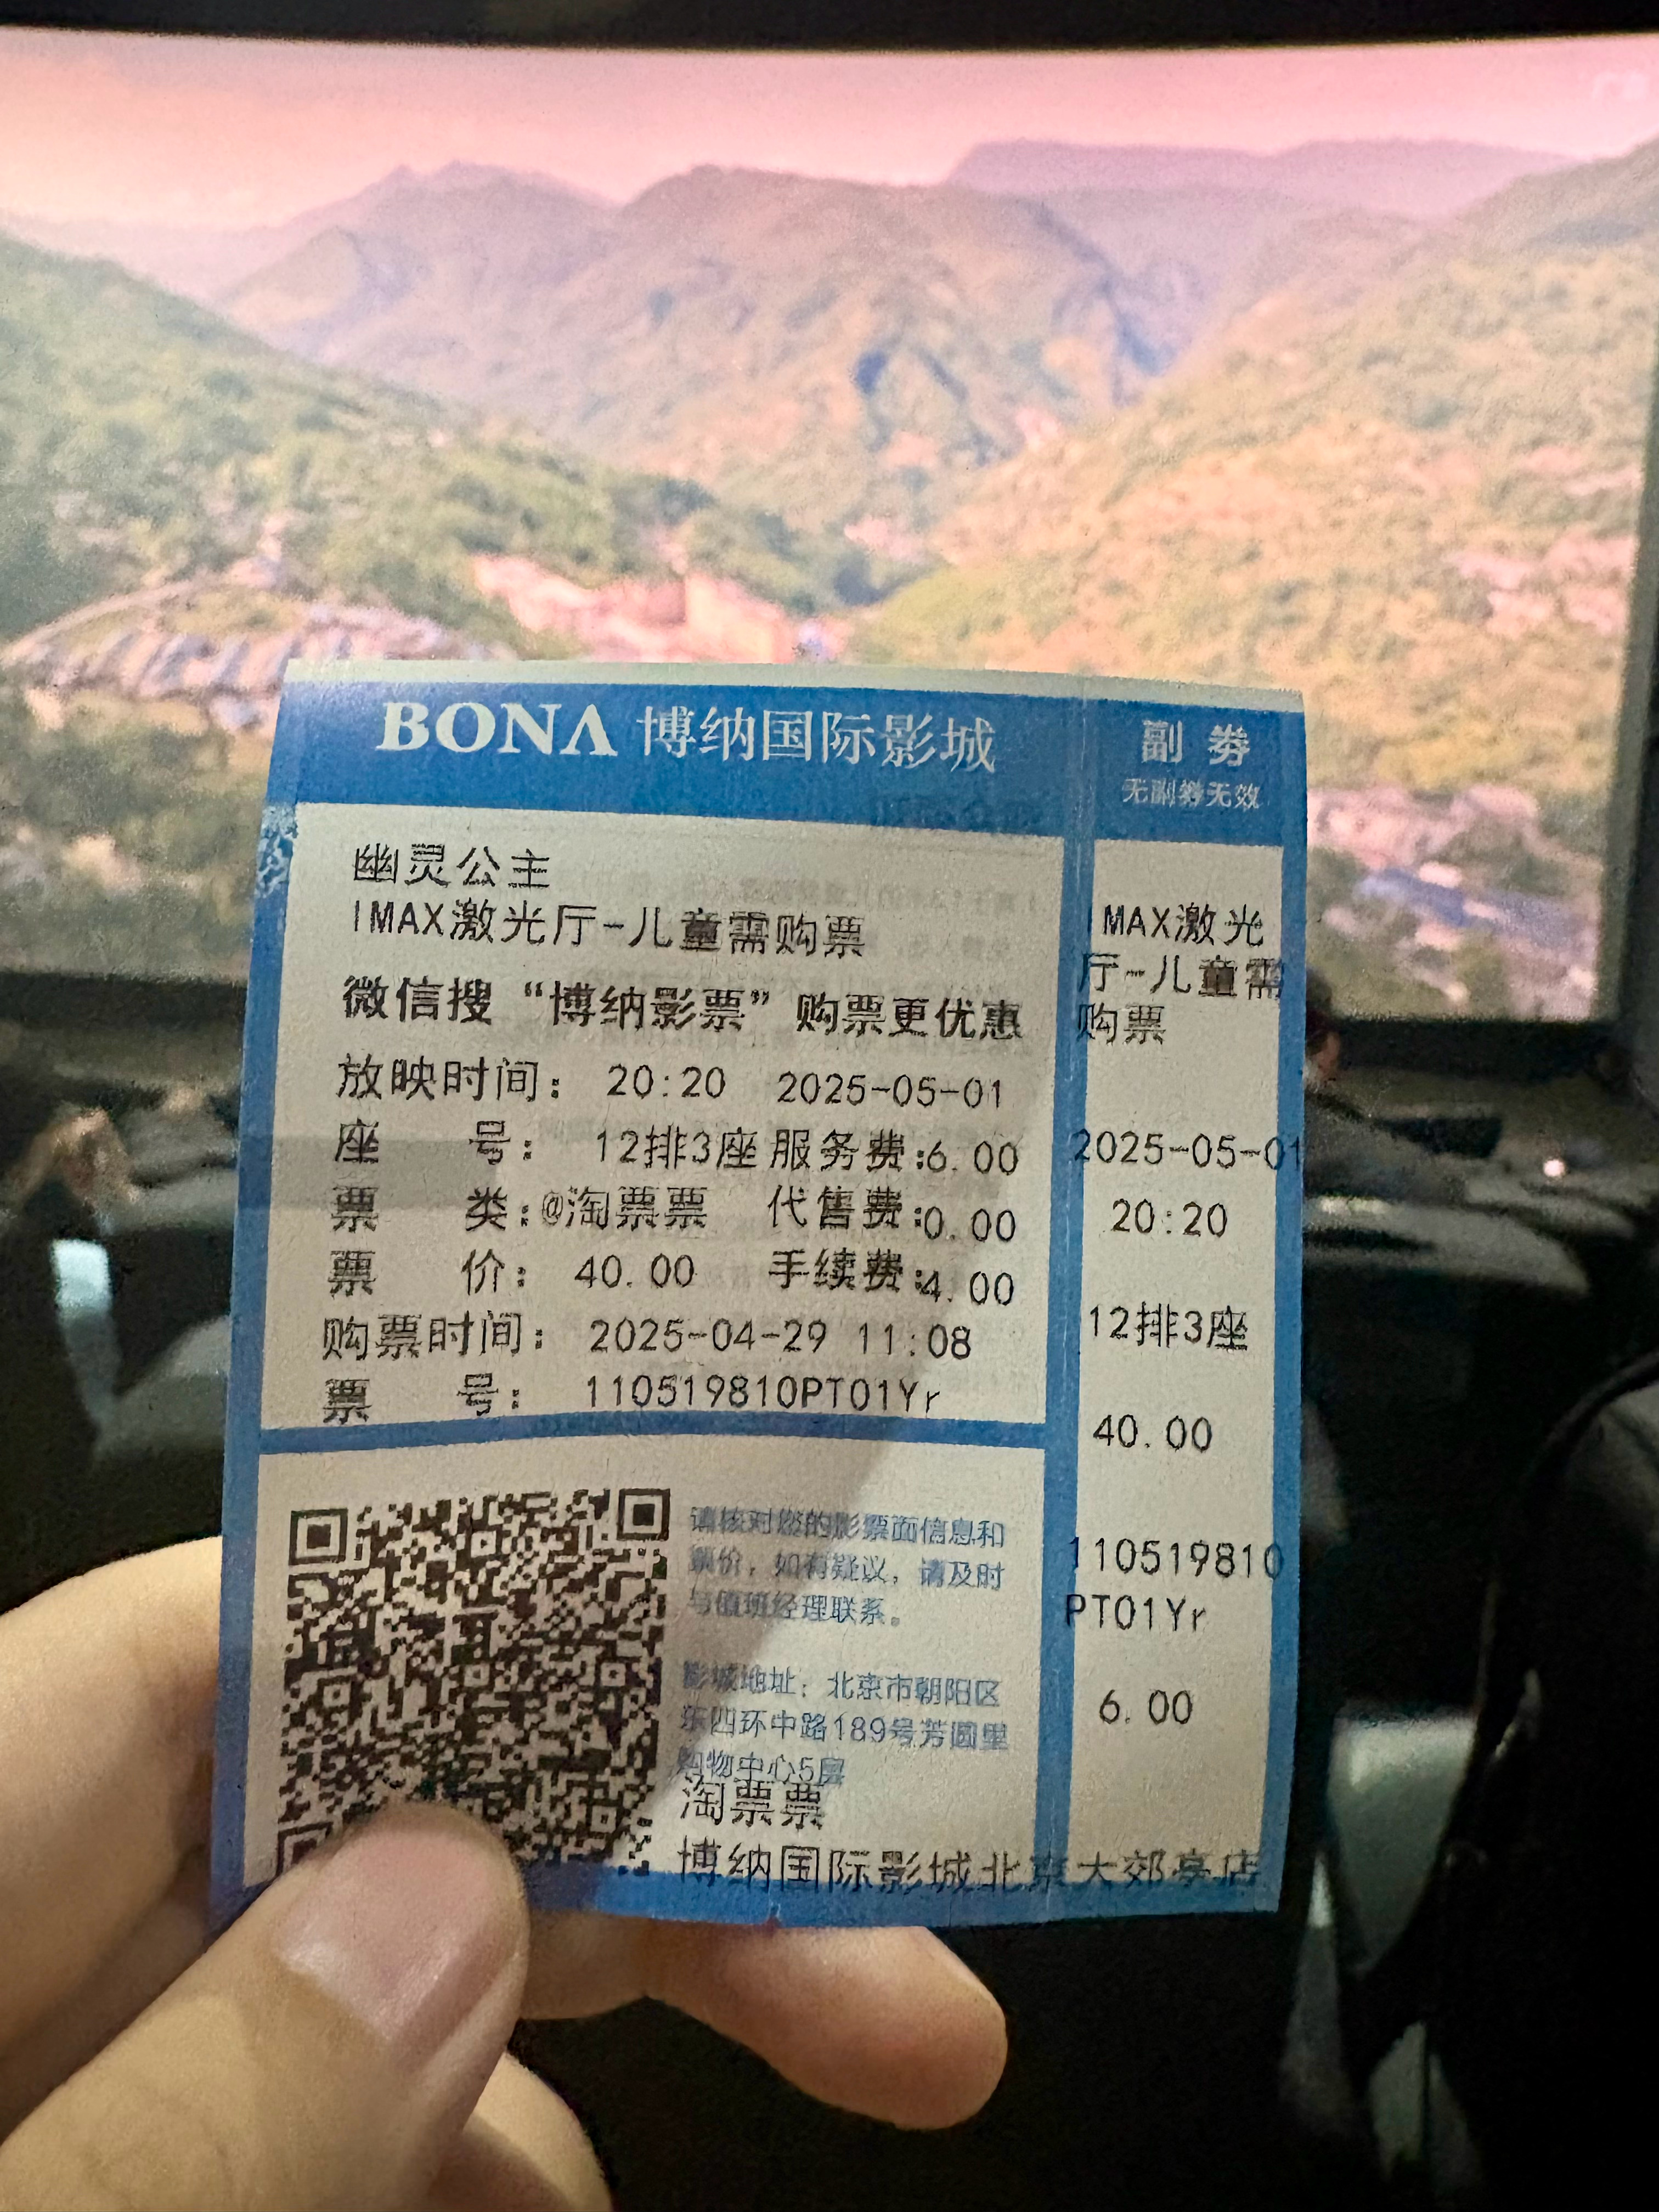 BONA 博纳国际影城
幽灵公主
IMAX激光厅-儿童需购票
微信搜“博纳影票”购票更优惠
放映时间： 20:20 2025-05-01
座 号： 12排3座 服务费:6.00
票 类:@淘票票 代售费:0.00
票 价： 40.00 手续费:4.00
购票时间： 2025-04-29 11:08
票 号： 110519810PT01Yr
请核对您的影票面信息和
票价，如有疑议，请及时
与值班经理联系。
影城地址：北京市朝阳区
东四环中路189号芳圆里
购物中心5层
淘票票
博纳国际影城北京大郊亭店
副 券
无副券无效
IMAX激光
厅-儿童需
购票
2025-05-01
20:20
12排3座
40.00
110519810
PT01Yr
6.00